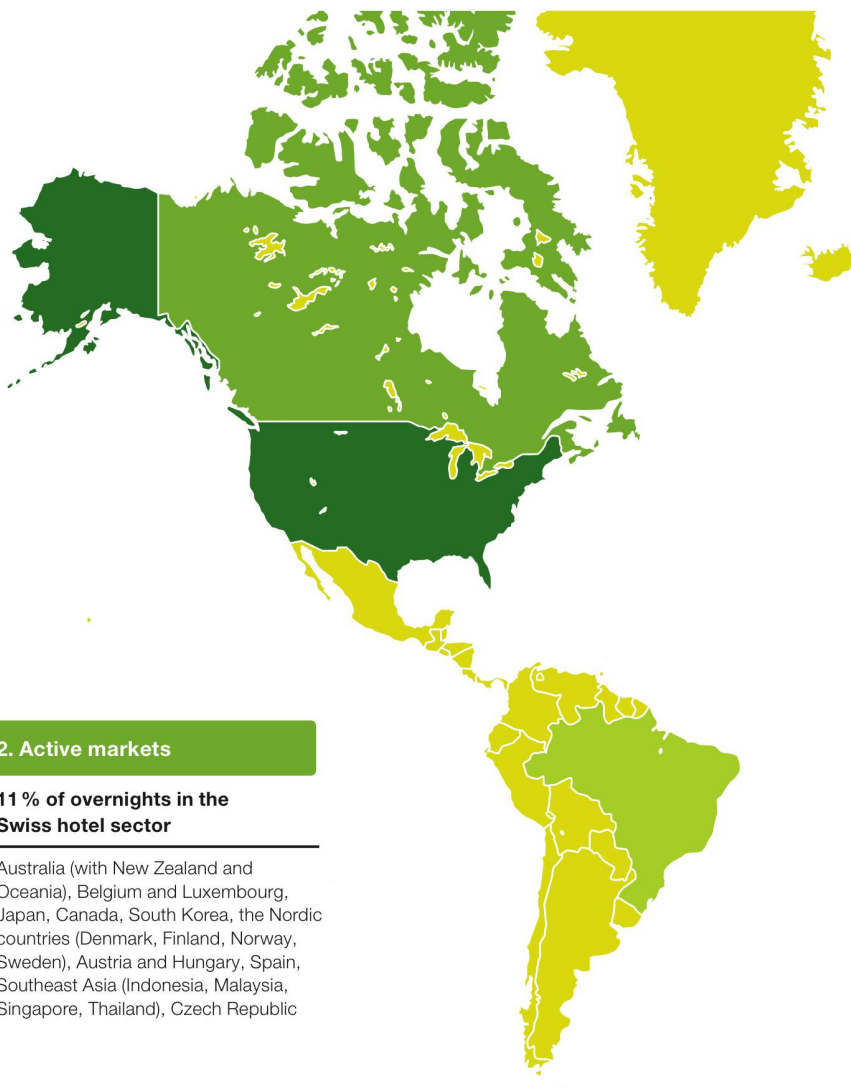 2. Active markets
11 % of overnights in the
Swiss hotel sector
Australia (with New Zealand and
Oceania), Belgium and Luxembourg,
Japan, Canada, South Korea, the Nordic
countries (Denmark, Finland, Norway,
Sweden), Austria and Hungary, Spain,
Southeast Asia (Indonesia, Malaysia,
Singapore, Thailand), Czech Republic